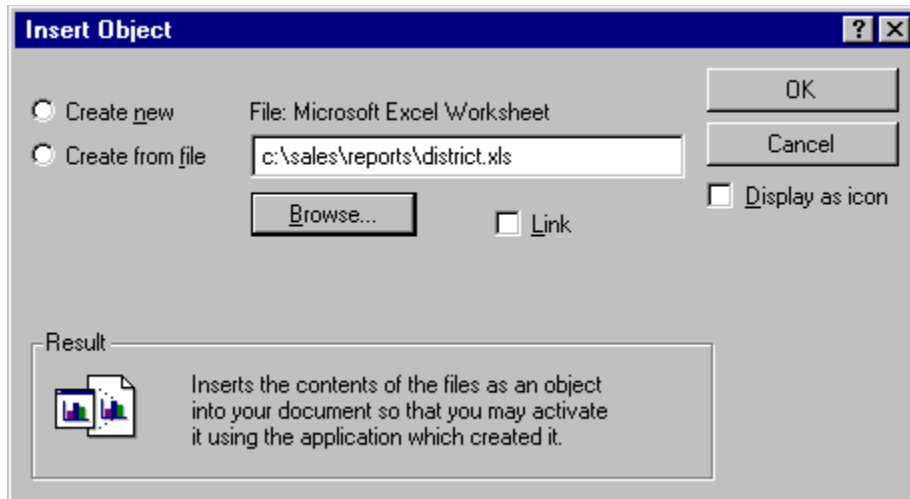 Insert Object
Create new
File: Microsoft Excel Worksheet
OK
Create from file
c:\sales\reports\district.xls
Cancel
Browse...
Link
Display as icon
Result
Inserts the contents of the files as an object
into your document so that you may activate
it using the application which created it.